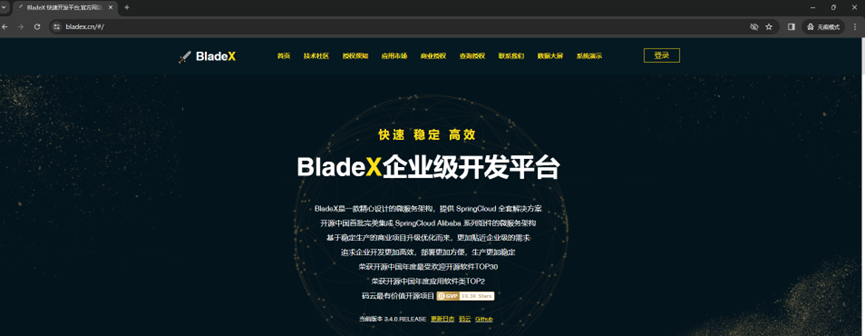 BladeX 快速开发平台,官方网站
bladex.cn/#/
无痕模式
BladeX
首页 技术社区 授权须知 应用市场 商业授权 查询授权 联系我们 数据大屏 系统演示 登录
快速 稳定 高效
BladeX企业级开发平台
BladeX是一款精心设计的微服务架构，提供 SpringCloud 全套解决方案
开源中国首批完美集成 SpringCloud Alibaba 系列组件的微服务架构
基于稳定生产的商业项目升级优化而来，更加贴近企业级的需求
追求企业开发更加高效，部署更加方便，生产更加稳定
荣获开源中国年度最受欢迎开源软件TOP30
荣获开源中国年度应用软件类TOP2
码云最有价值开源项目 GVP Stars
当前版本 3.4.0.RELEASE 更新日志 码云 Github